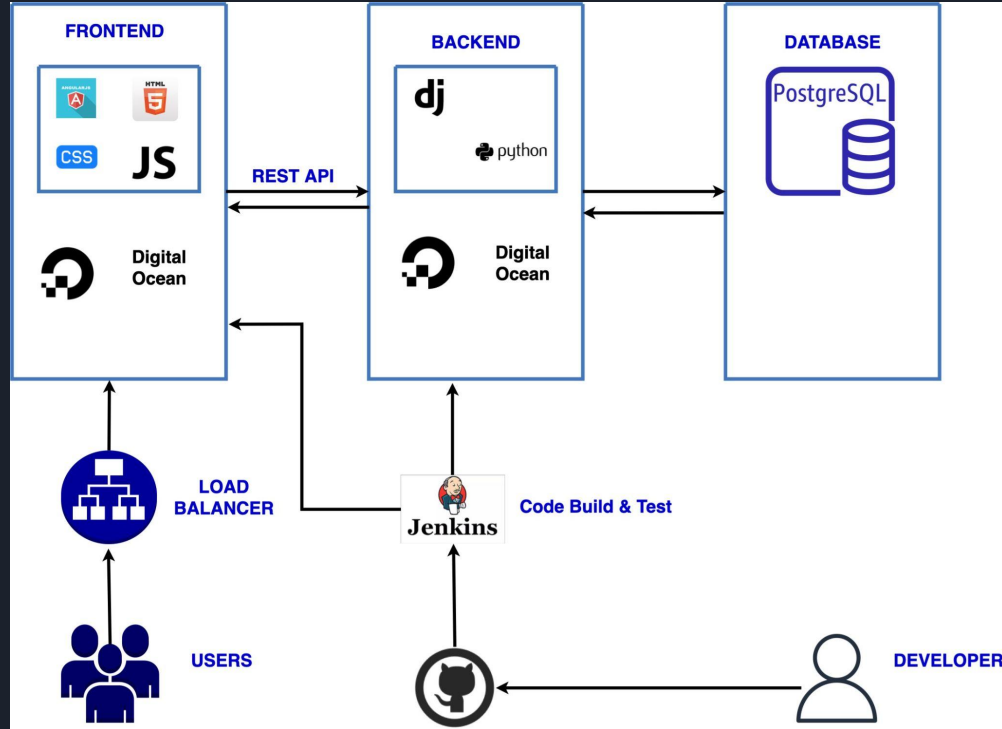 FRONTEND
ANGULARJS
A
HTML
5
CSS
JS
Digital
Ocean
REST API
BACKEND
dj
python
Digital
Ocean
DATABASE
PostgreSQL
LOAD
BALANCER
Jenkins
Code Build & Test
USERS
DEVELOPER